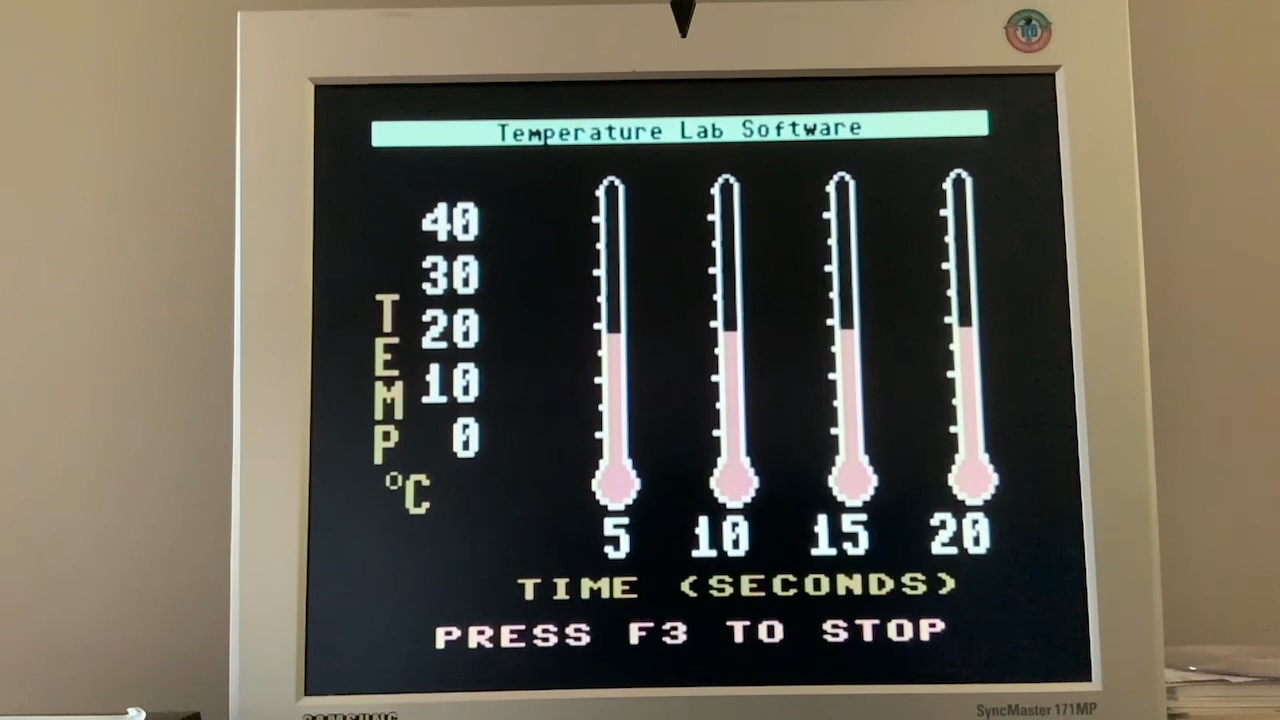 Temperature Lab Software
40
30
20
10
0
TEMP
°C
5 10 15 20
TIME (SECONDS)
PRESS F3 TO STOP
SAMSUNG
SyncMaster 171MP